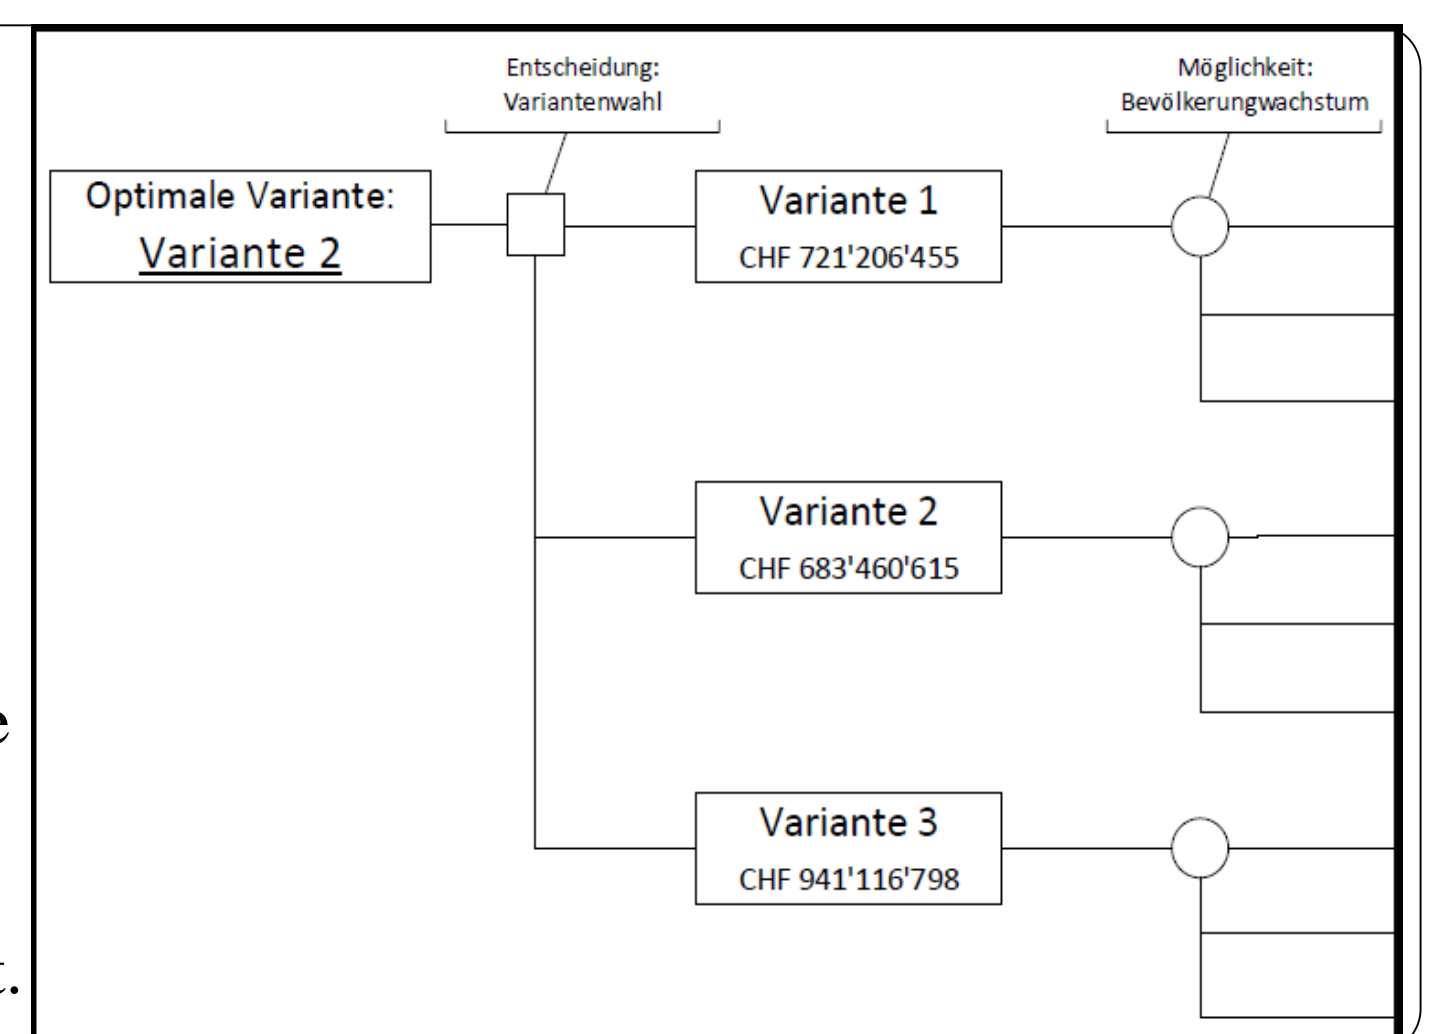 Entscheidung:
Variantenwahl
Möglichkeit:
Bevölkerungwachstum
Optimale Variante:
Variante 2
Variante 1
CHF 721'206'455
Variante 2
CHF 683'460'615
Variante 3
CHF 941'116'798